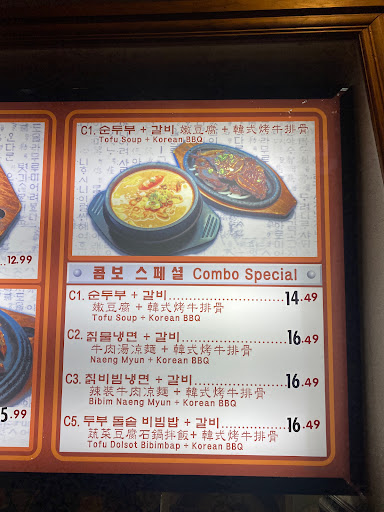 C1. 순두부 + 갈비 嫩豆腐 + 韓式烤牛排骨
Tofu Soup + Korean BBQ
12.99
콤보 스페셜 Combo Special
C1. 순두부 + 갈비 14.49
嫩豆腐 + 韓式烤牛排骨
Tofu Soup + Korean BBQ
C2. 칡물냉면 + 갈비 16.49
牛肉湯涼麵 + 韓式烤牛排骨
Naeng Myun + Korean BBQ
C3. 칡비빔냉면 + 갈비 16.49
辣装牛肉涼麵 + 韓式烤牛排骨
Bibim Naeng Myun + Korean BBQ
5.99
C5. 두부 돌솥 비빔밥 + 갈비 16.49
蔬菜豆腐石鍋拌飯+ 韓式烤牛排骨
Tofu Dolsot Bibimbap + Korean BBQ